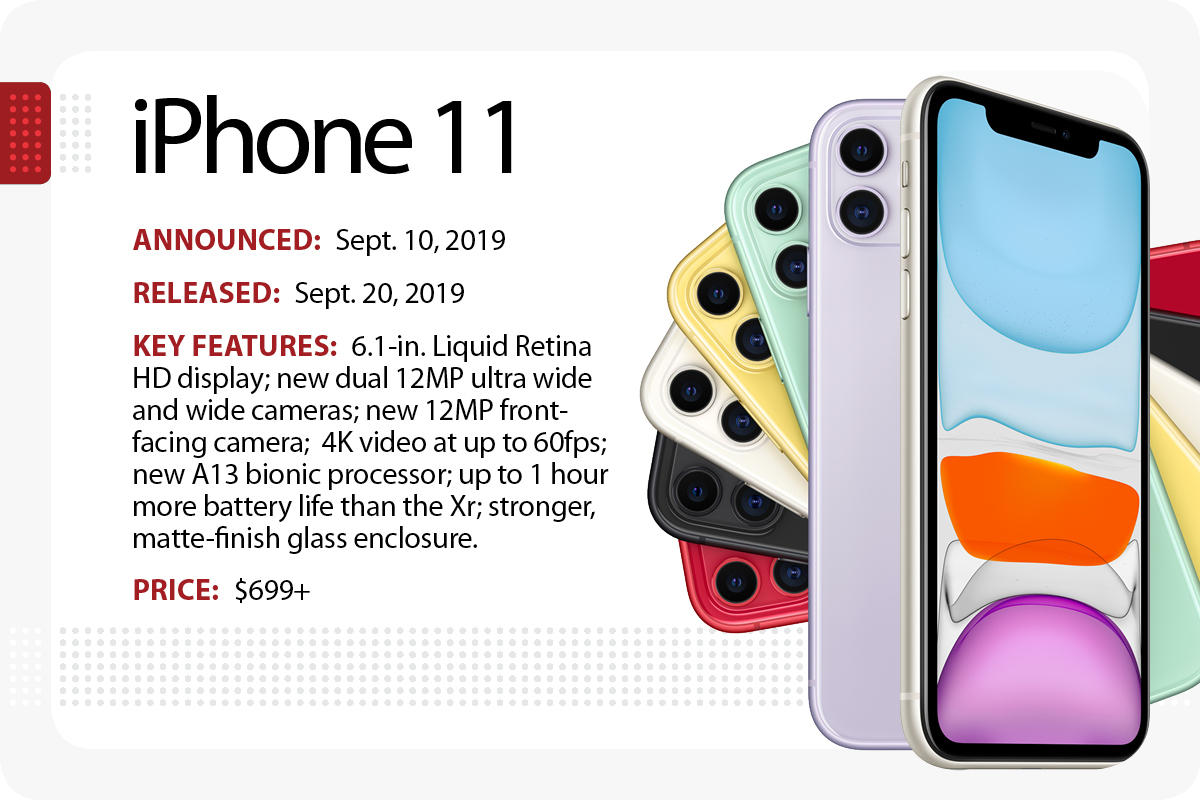 iPhone 11
ANNOUNCED: Sept. 10, 2019
RELEASED: Sept. 20, 2019
KEY FEATURES: 6.1-in. Liquid Retina
HD display; new dual 12MP ultra wide
and wide cameras; new 12MP front-
facing camera; 4K video at up to 60fps;
new A13 bionic processor; up to 1 hour
more battery life than the Xr; stronger,
matte-finish glass enclosure.
PRICE: $699+